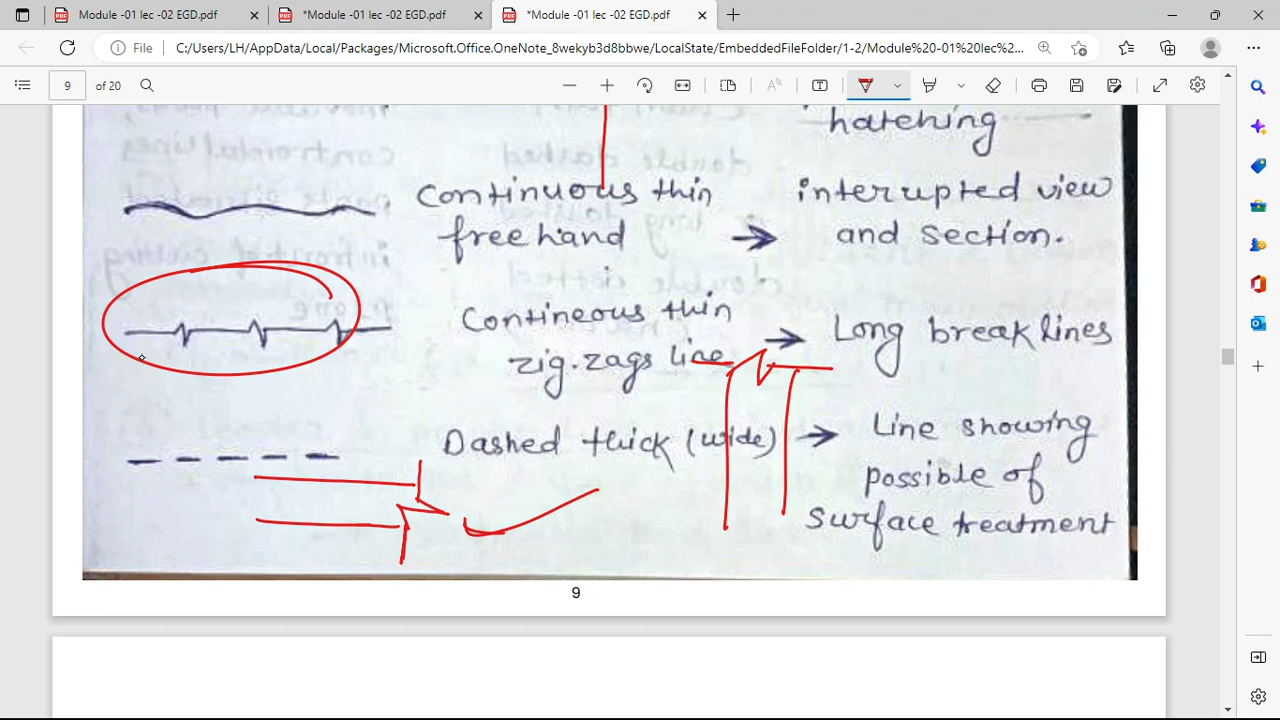 Module -01 lec -02 EGD.pdf
*Module -01 lec -02 EGD.pdf
*Module -01 lec -02 EGD.pdf
File
C:/Users/LH/AppData/Local/Packages/Microsoft.Office.OneNote_8wekyb3d8bbwe/LocalState/EmbeddedFileFolder/1-2/Module%20-01%20lec%2...
9 of 20
hatching
Continuous thin
free hand → interrupted view
and section.
Contineous thin
zig.zags line → Long break lines
Dashed thick (wide) → Line showing
possible of
surface treatment
9